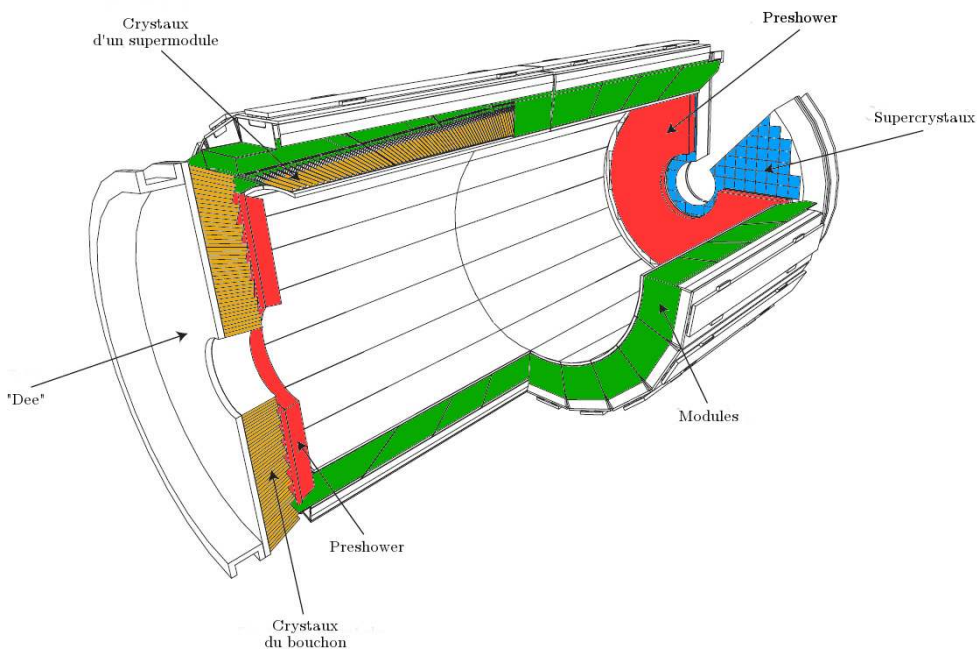 Crystaux
d'un supermodule
Preshower
Supercrystaux
"Dee"
Modules
Preshower
Crystaux
du bouchon